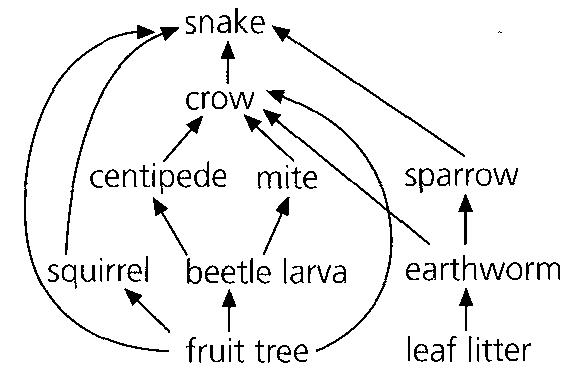 snake
crow
centipede mite sparrow
squirrel beetle larva earthworm
fruit tree leaf litter